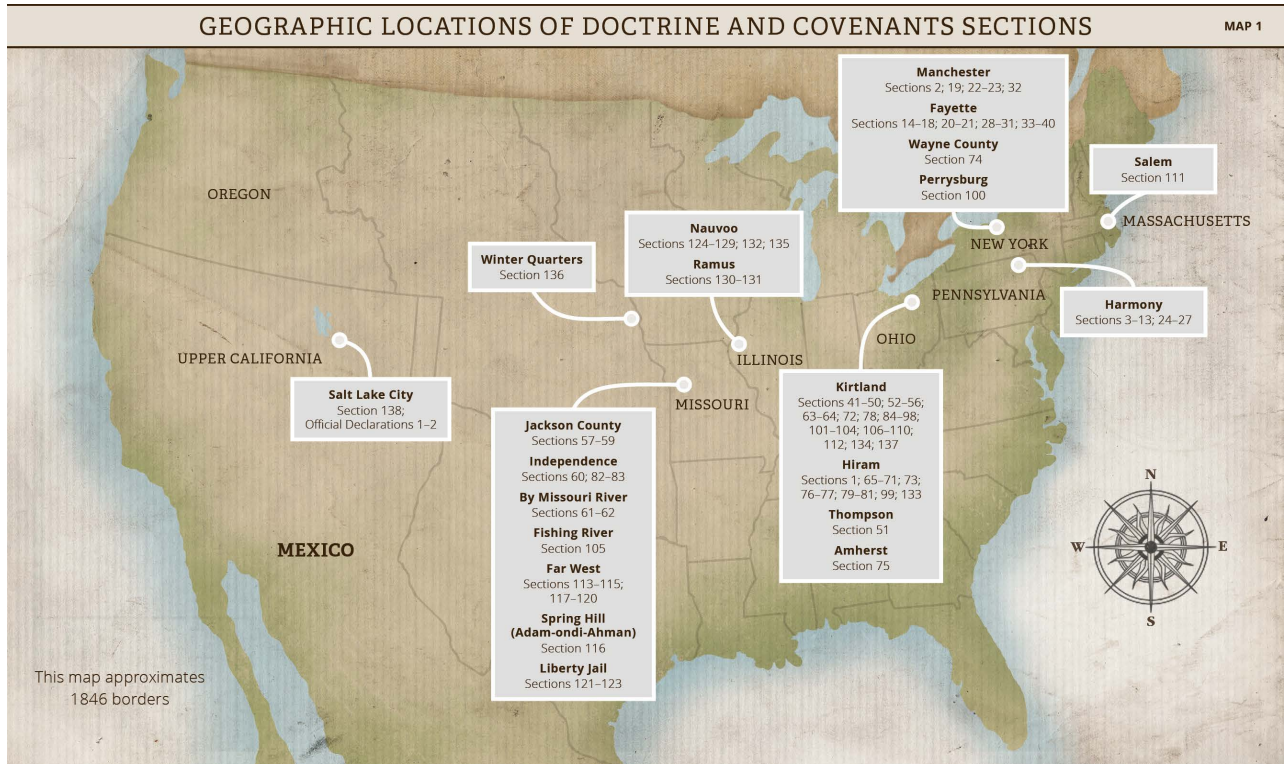 GEOGRAPHIC LOCATIONS OF DOCTRINE AND COVENANTS SECTIONS
MAP 1
Manchester
Sections 2; 19; 22–23; 32
Fayette
Sections 14–18; 20–21; 28–31; 33–40
Wayne County
Section 74
Perrysburg
Section 100
Salem
Section 111
OREGON
Nauvoo
Sections 124–129; 132; 135
Ramus
Sections 130–131
MASSACHUSETTS
NEW YORK
Winter Quarters
Section 136
PENNSYLVANIA
Harmony
Sections 3–13; 24–27
OHIO
UPPER CALIFORNIA
ILLINOIS
Salt Lake City
Section 138;
Official Declarations 1–2
MISSOURI
Jackson County
Sections 57–59
Independence
Sections 60; 82–83
By Missouri River
Sections 61–62
Fishing River
Section 105
Far West
Sections 113–115;
117–120
Spring Hill
(Adam-ondi-Ahman)
Section 116
Liberty Jail
Sections 121–123
Kirtland
Sections 41–50; 52–56;
63–64; 72; 78; 84–98;
101–104; 106–110;
112; 134; 137
Hiram
Sections 1; 65–71; 73;
76–77; 79–81; 99; 133
Thompson
Section 51
Amherst
Section 75
N
W
E
S
MEXICO
This map approximates
1846 borders